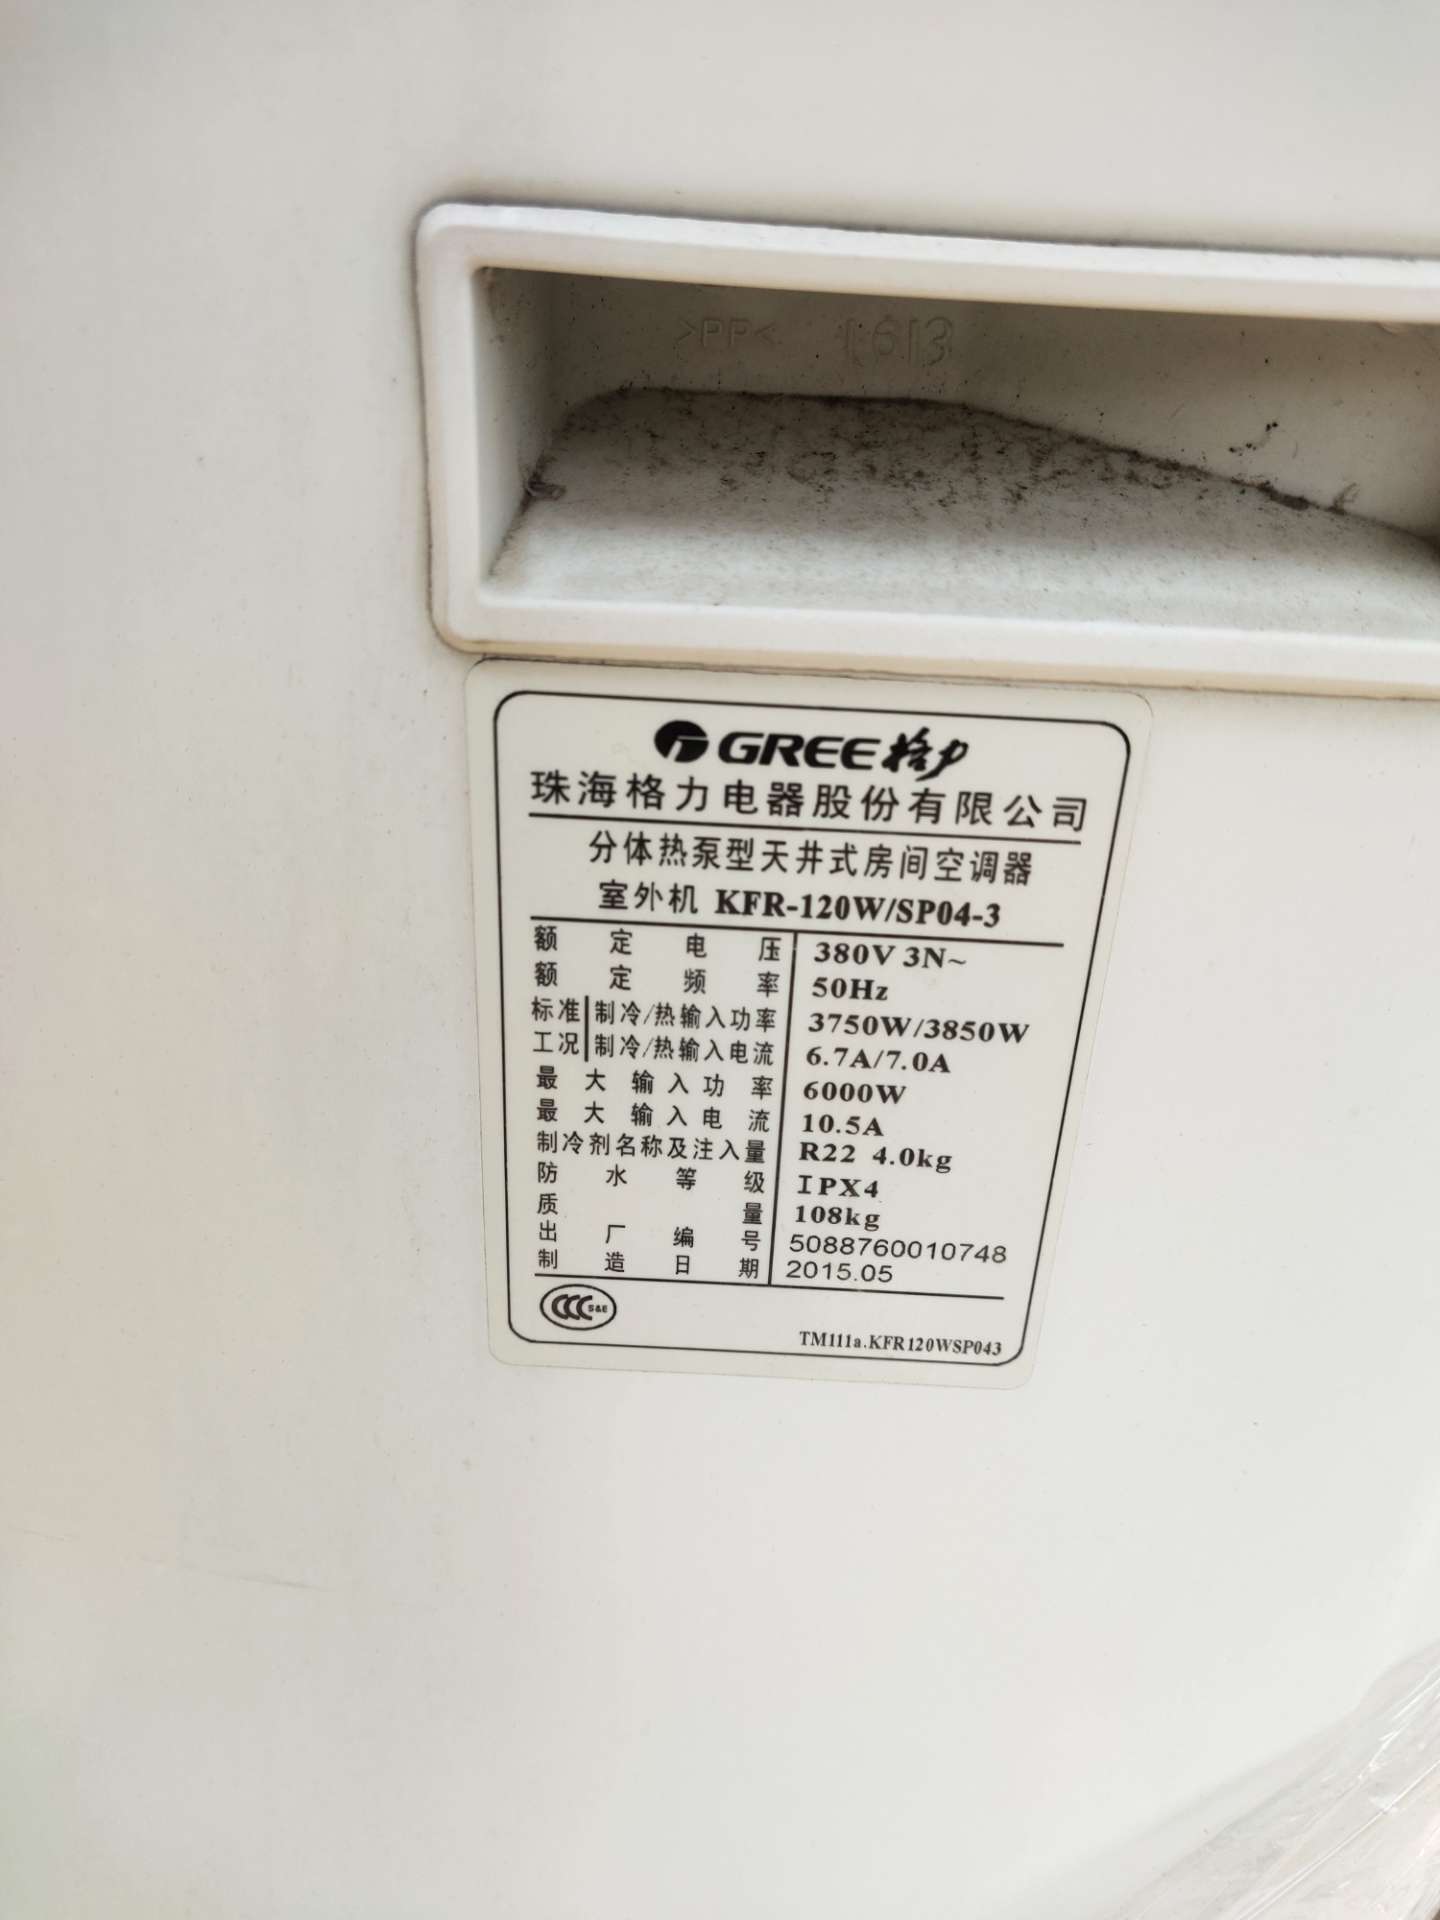 >PP< 1613
GREE格力
珠海格力电器股份有限公司
分体热泵型天井式房间空调器
室外机 KFR-120W/SP04-3
额定电压 380V 3N~
额定频率 50Hz
标准 制冷/热输入功率 3750W/3850W
工况 制冷/热输入电流 6.7A/7.0A
最大输入功率 6000W
最大输入电流 10.5A
制冷剂名称及注入量 R22 4.0kg
防水等级 IPX4
质量 108kg
出厂编号 5088760010748
制造日期 2015.05
CCC S&E
TM111a.KFR120WSP043